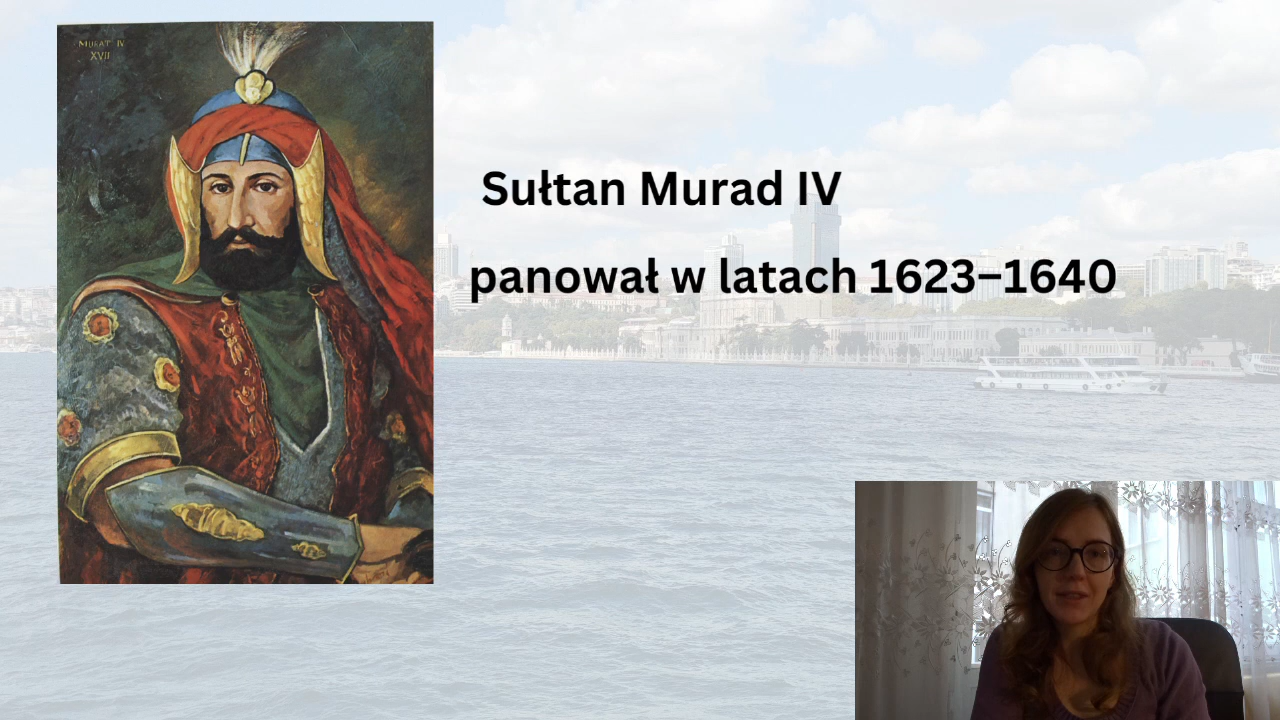 MURAT IV
XVII
Sułtan Murad IV
panował w latach 1623–1640